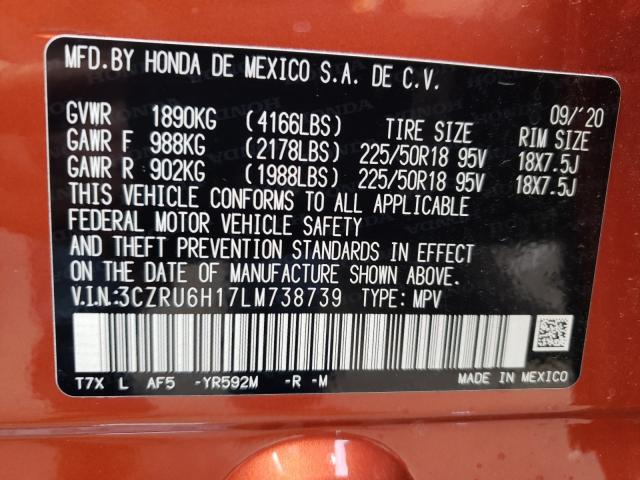 MFD.BY HONDA DE MEXICO S.A. DE C.V.
09/'20
GVWR 1890KG (4166LBS) TIRE SIZE RIM SIZE
GAWR F 988KG (2178LBS) 225/50R18 95V 18X7.5J
GAWR R 902KG (1988LBS) 225/50R18 95V 18X7.5J
THIS VEHICLE CONFORMS TO ALL APPLICABLE
FEDERAL MOTOR VEHICLE SAFETY
AND THEFT PREVENTION STANDARDS IN EFFECT
ON THE DATE OF MANUFACTURE SHOWN ABOVE.
V.I.N.:3CZRU6H17LM738739 TYPE: MPV
T7X L AF5 -YR592M -R -M MADE IN MEXICO